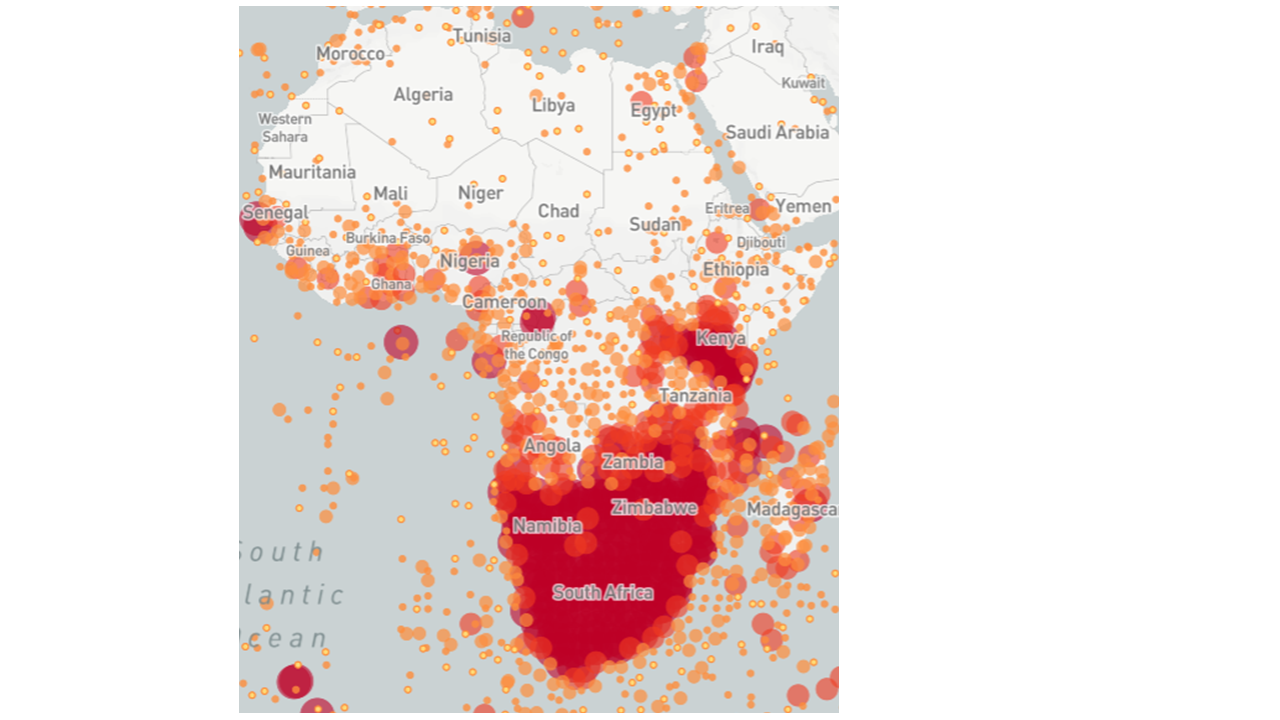 Tunisia
Morocco
Iraq
Kuwait
Algeria
Libya
Egypt
Western
Sahara
Saudi Arabia
Mauritania
Mali
Niger
Senegal
Chad
Eritrea
Yemen
Sudan
Burkina Faso
Djibouti
Guinea
Nigeria
Ethiopia
Ghana
Cameroon
Republic of
the Congo
Kenya
Tanzania
Angola
Zambia
Zimbabwe
Madagasca
Namibia
South
lantic
cean
South Africa